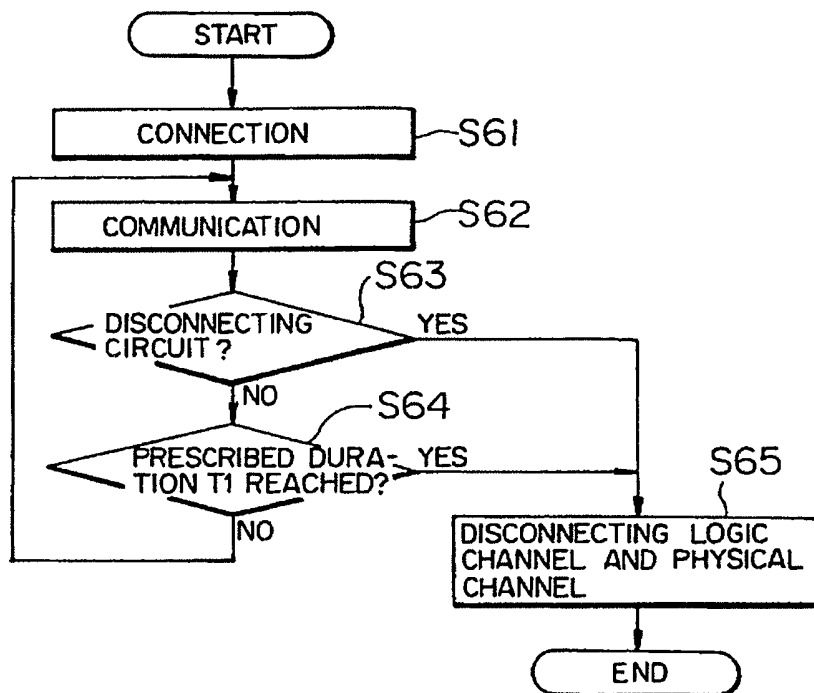 START
CONNECTION
S61
COMMUNICATION
S62
S63
DISCONNECTING
CIRCUIT?
YES
NO
S64
PRESCRIBED DURA-
TION T1 REACHED?
YES
NO
S65
DISCONNECTING LOGIC
CHANNEL AND PHYSICAL
CHANNEL
END